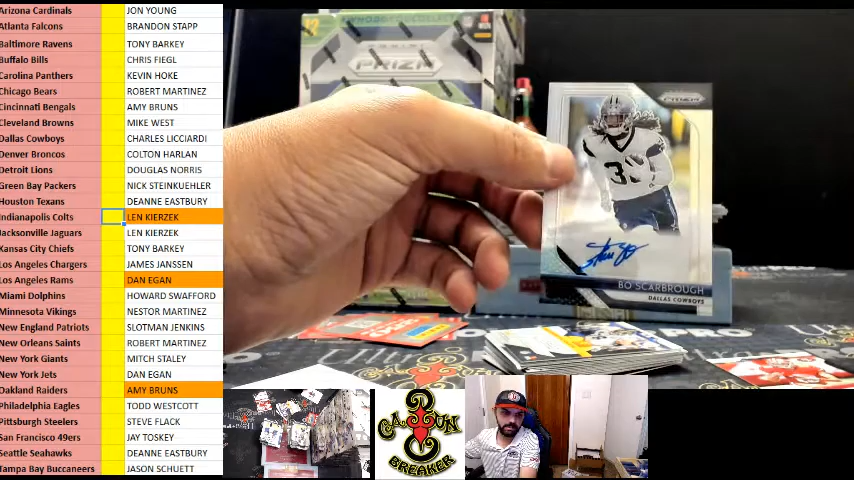 Arizona Cardinals JON YOUNG
Atlanta Falcons BRANDON STAPP
Baltimore Ravens TONY BARKEY
Buffalo Bills CHRIS FIEGL
Carolina Panthers KEVIN HOKE
Chicago Bears ROBERT MARTINEZ
Cincinnati Bengals AMY BRUNS
Cleveland Browns MIKE WEST
Dallas Cowboys CHARLES LICCIARDI
Denver Broncos COLTON HARLAN
Detroit Lions DOUGLAS NORRIS
Green Bay Packers NICK STEINKUEHLER
Houston Texans DEANNE EASTBURY
Indianapolis Colts LEN KIERZEK
Jacksonville Jaguars LEN KIERZEK
Kansas City Chiefs TONY BARKEY
Los Angeles Chargers JAMES JANSSEN
Los Angeles Rams DAN EGAN
Miami Dolphins HOWARD SWAFFORD
Minnesota Vikings NESTOR MARTINEZ
New England Patriots SLOTMAN JENKINS
New Orleans Saints ROBERT MARTINEZ
New York Giants MITCH STALEY
New York Jets DAN EGAN
Oakland Raiders AMY BRUNS
Philadelphia Eagles TODD WESTCOTT
Pittsburgh Steelers STEVE FLACK
San Francisco 49ers JAY TOSKEY
Seattle Seahawks DEANNE EASTBURY
Tampa Bay Buccaneers JASON SCHUETT
12
PRIZM
PRIZM
3
BO SCARBROUGH
DALLAS COWBOYS
CAJUN
BREAKER